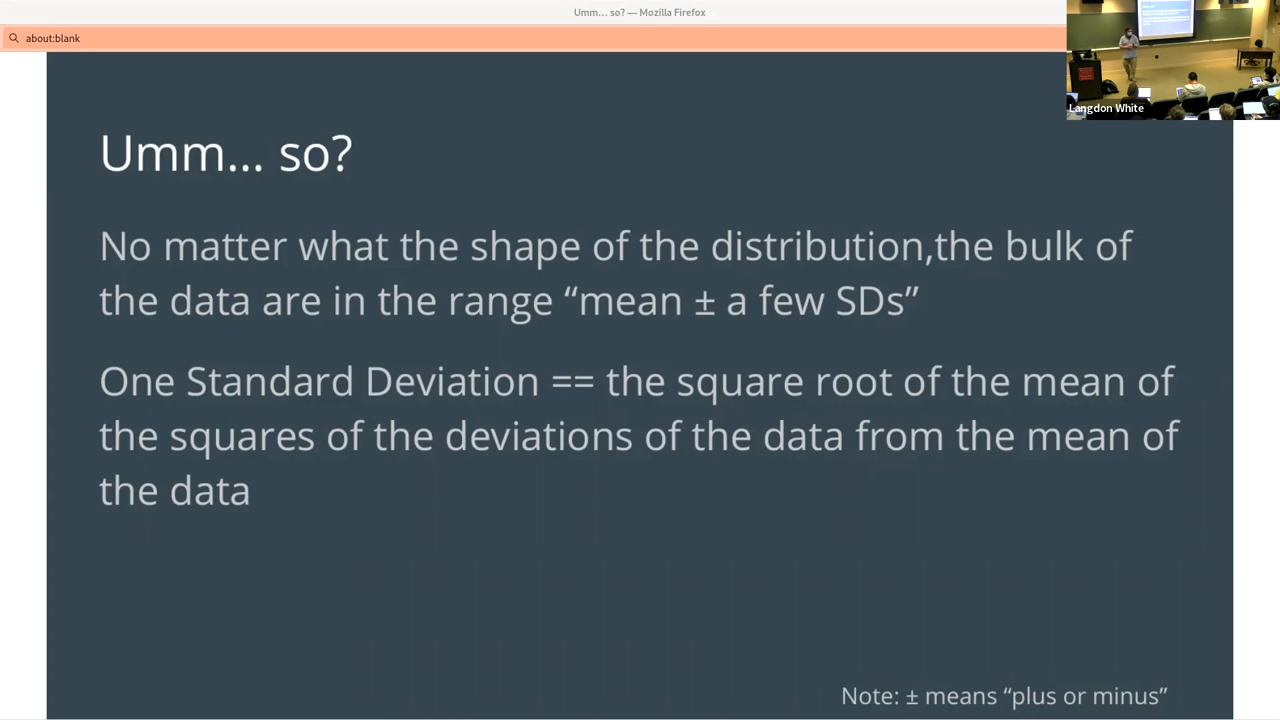 Umm... so? — Mozilla Firefox
about:blank
Langdon White
Umm... so?
No matter what the shape of the distribution,the bulk of
the data are in the range “mean ± a few SDs”
One Standard Deviation == the square root of the mean of
the squares of the deviations of the data from the mean of
the data
Note: ± means “plus or minus”